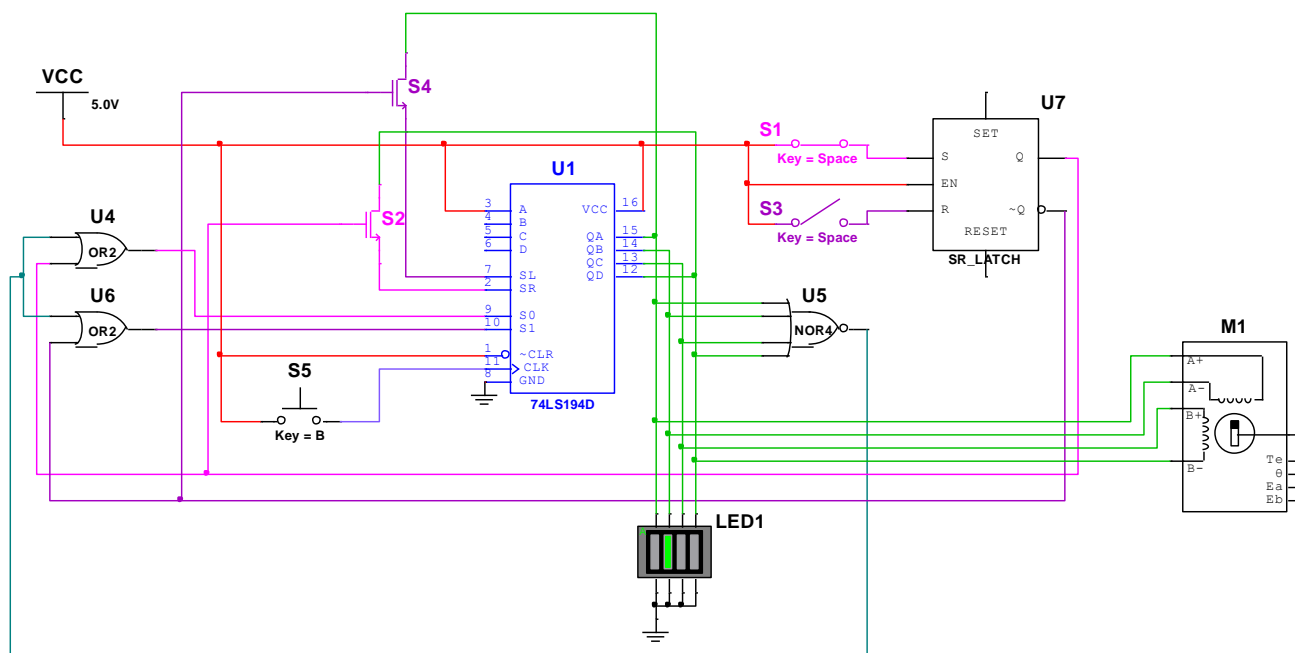 VCC
5.0V
S4
S2
U4
OR2
U6
OR2
S5
Key = B
U1
3 A
4 B
5 C
6 D
7 SL
2 SR
9 S0
10 S1
1 ~CLR
11 CLK
8 GND
VCC 16
QA 15
QB 14
QC 13
QD 12
74LS194D
S1
Key = Space
S3
Key = Space
U7
SET
S Q
EN
R ~Q
RESET
SR_LATCH
U5
NOR4
M1
A+
A-
B+
B-
Te
θ
Ea
Eb
LED1